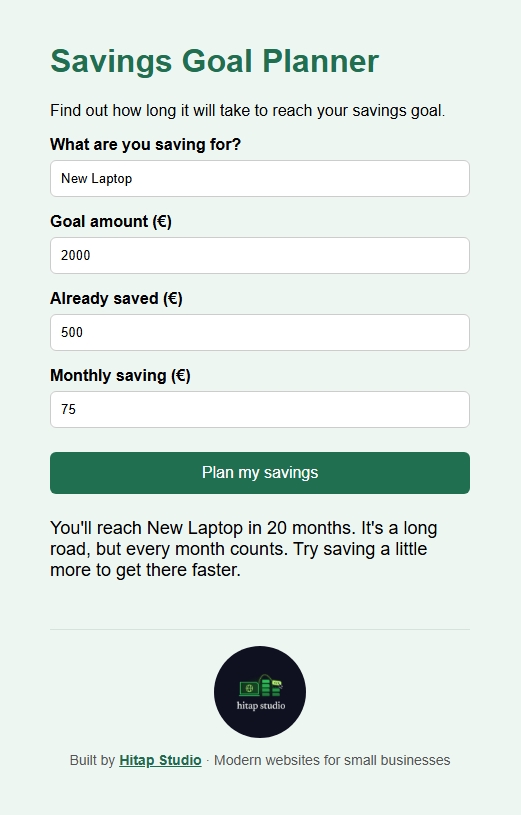 Savings Goal Planner
Find out how long it will take to reach your savings goal.
What are you saving for?
New Laptop
Goal amount (€)
2000
Already saved (€)
500
Monthly saving (€)
75
Plan my savings
You'll reach New Laptop in 20 months. It's a long
road, but every month counts. Try saving a little
more to get there faster.
hitap studio
Built by Hitap Studio · Modern websites for small businesses